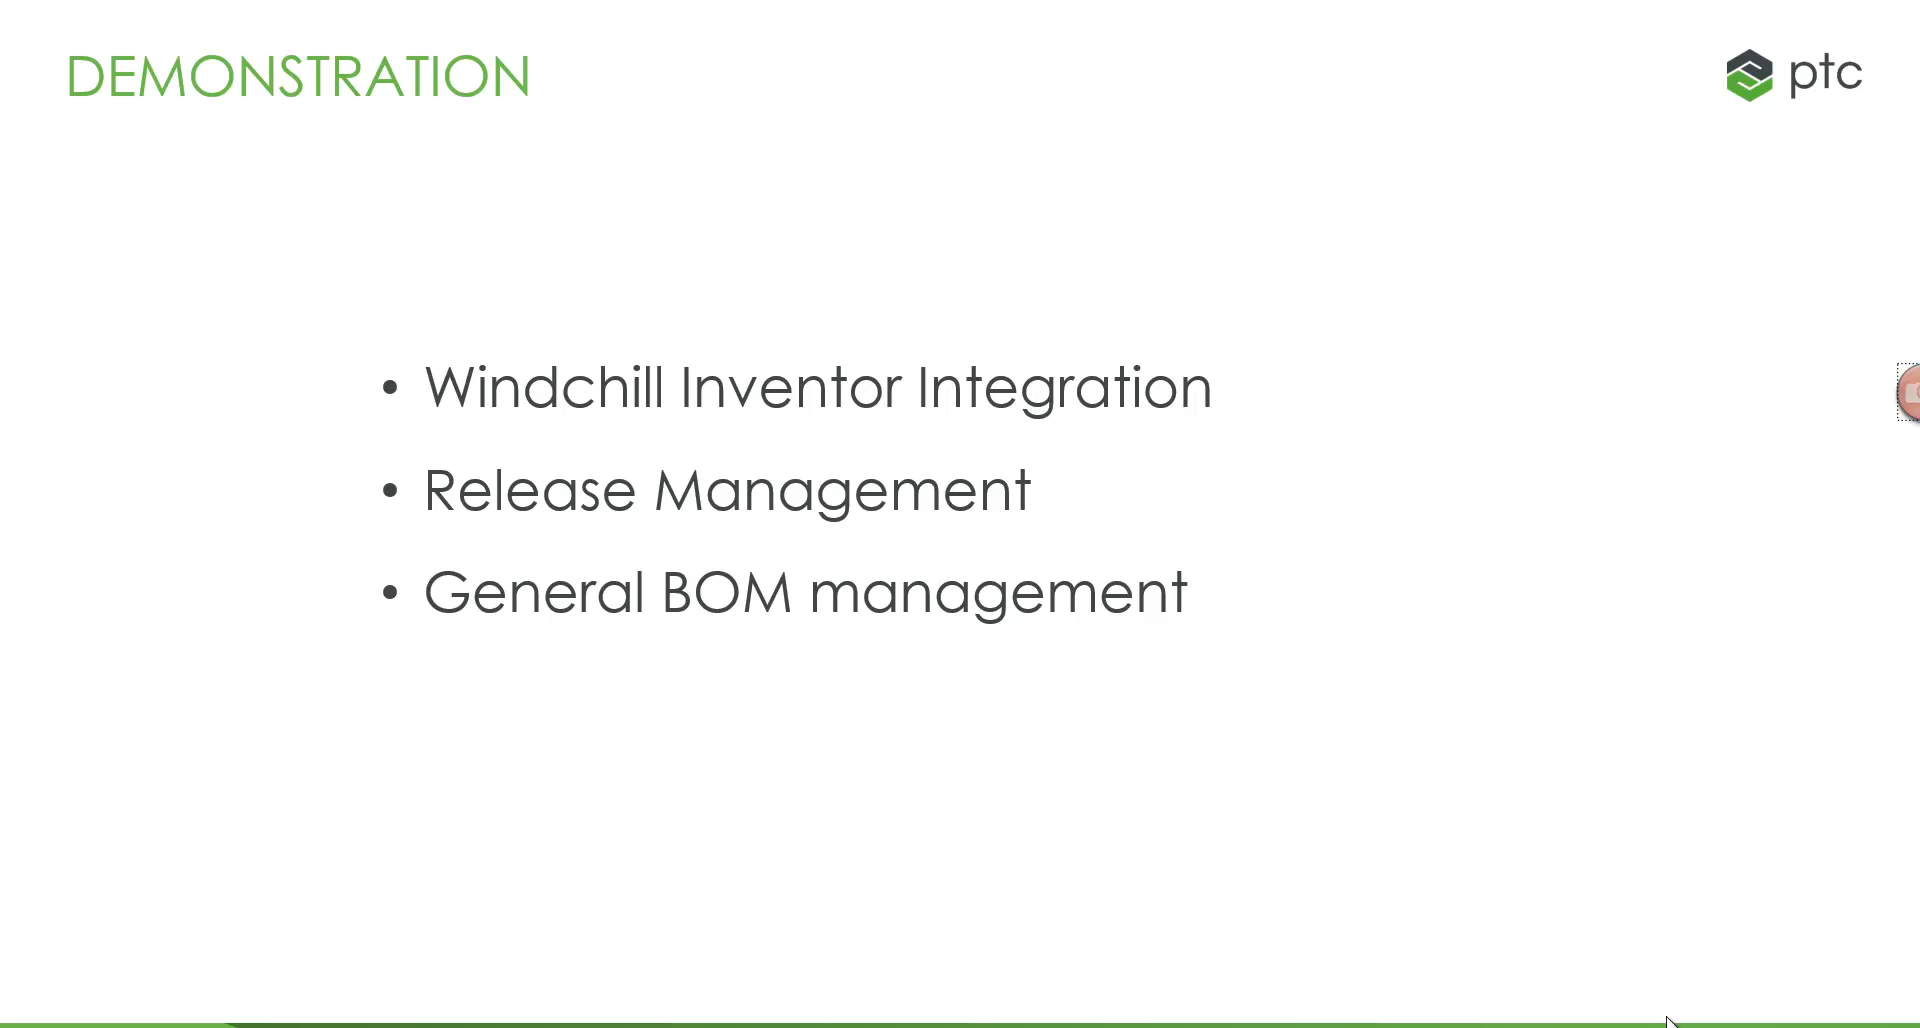 DEMONSTRATION
ptc
• Windchill Inventor Integration
• Release Management
• General BOM management